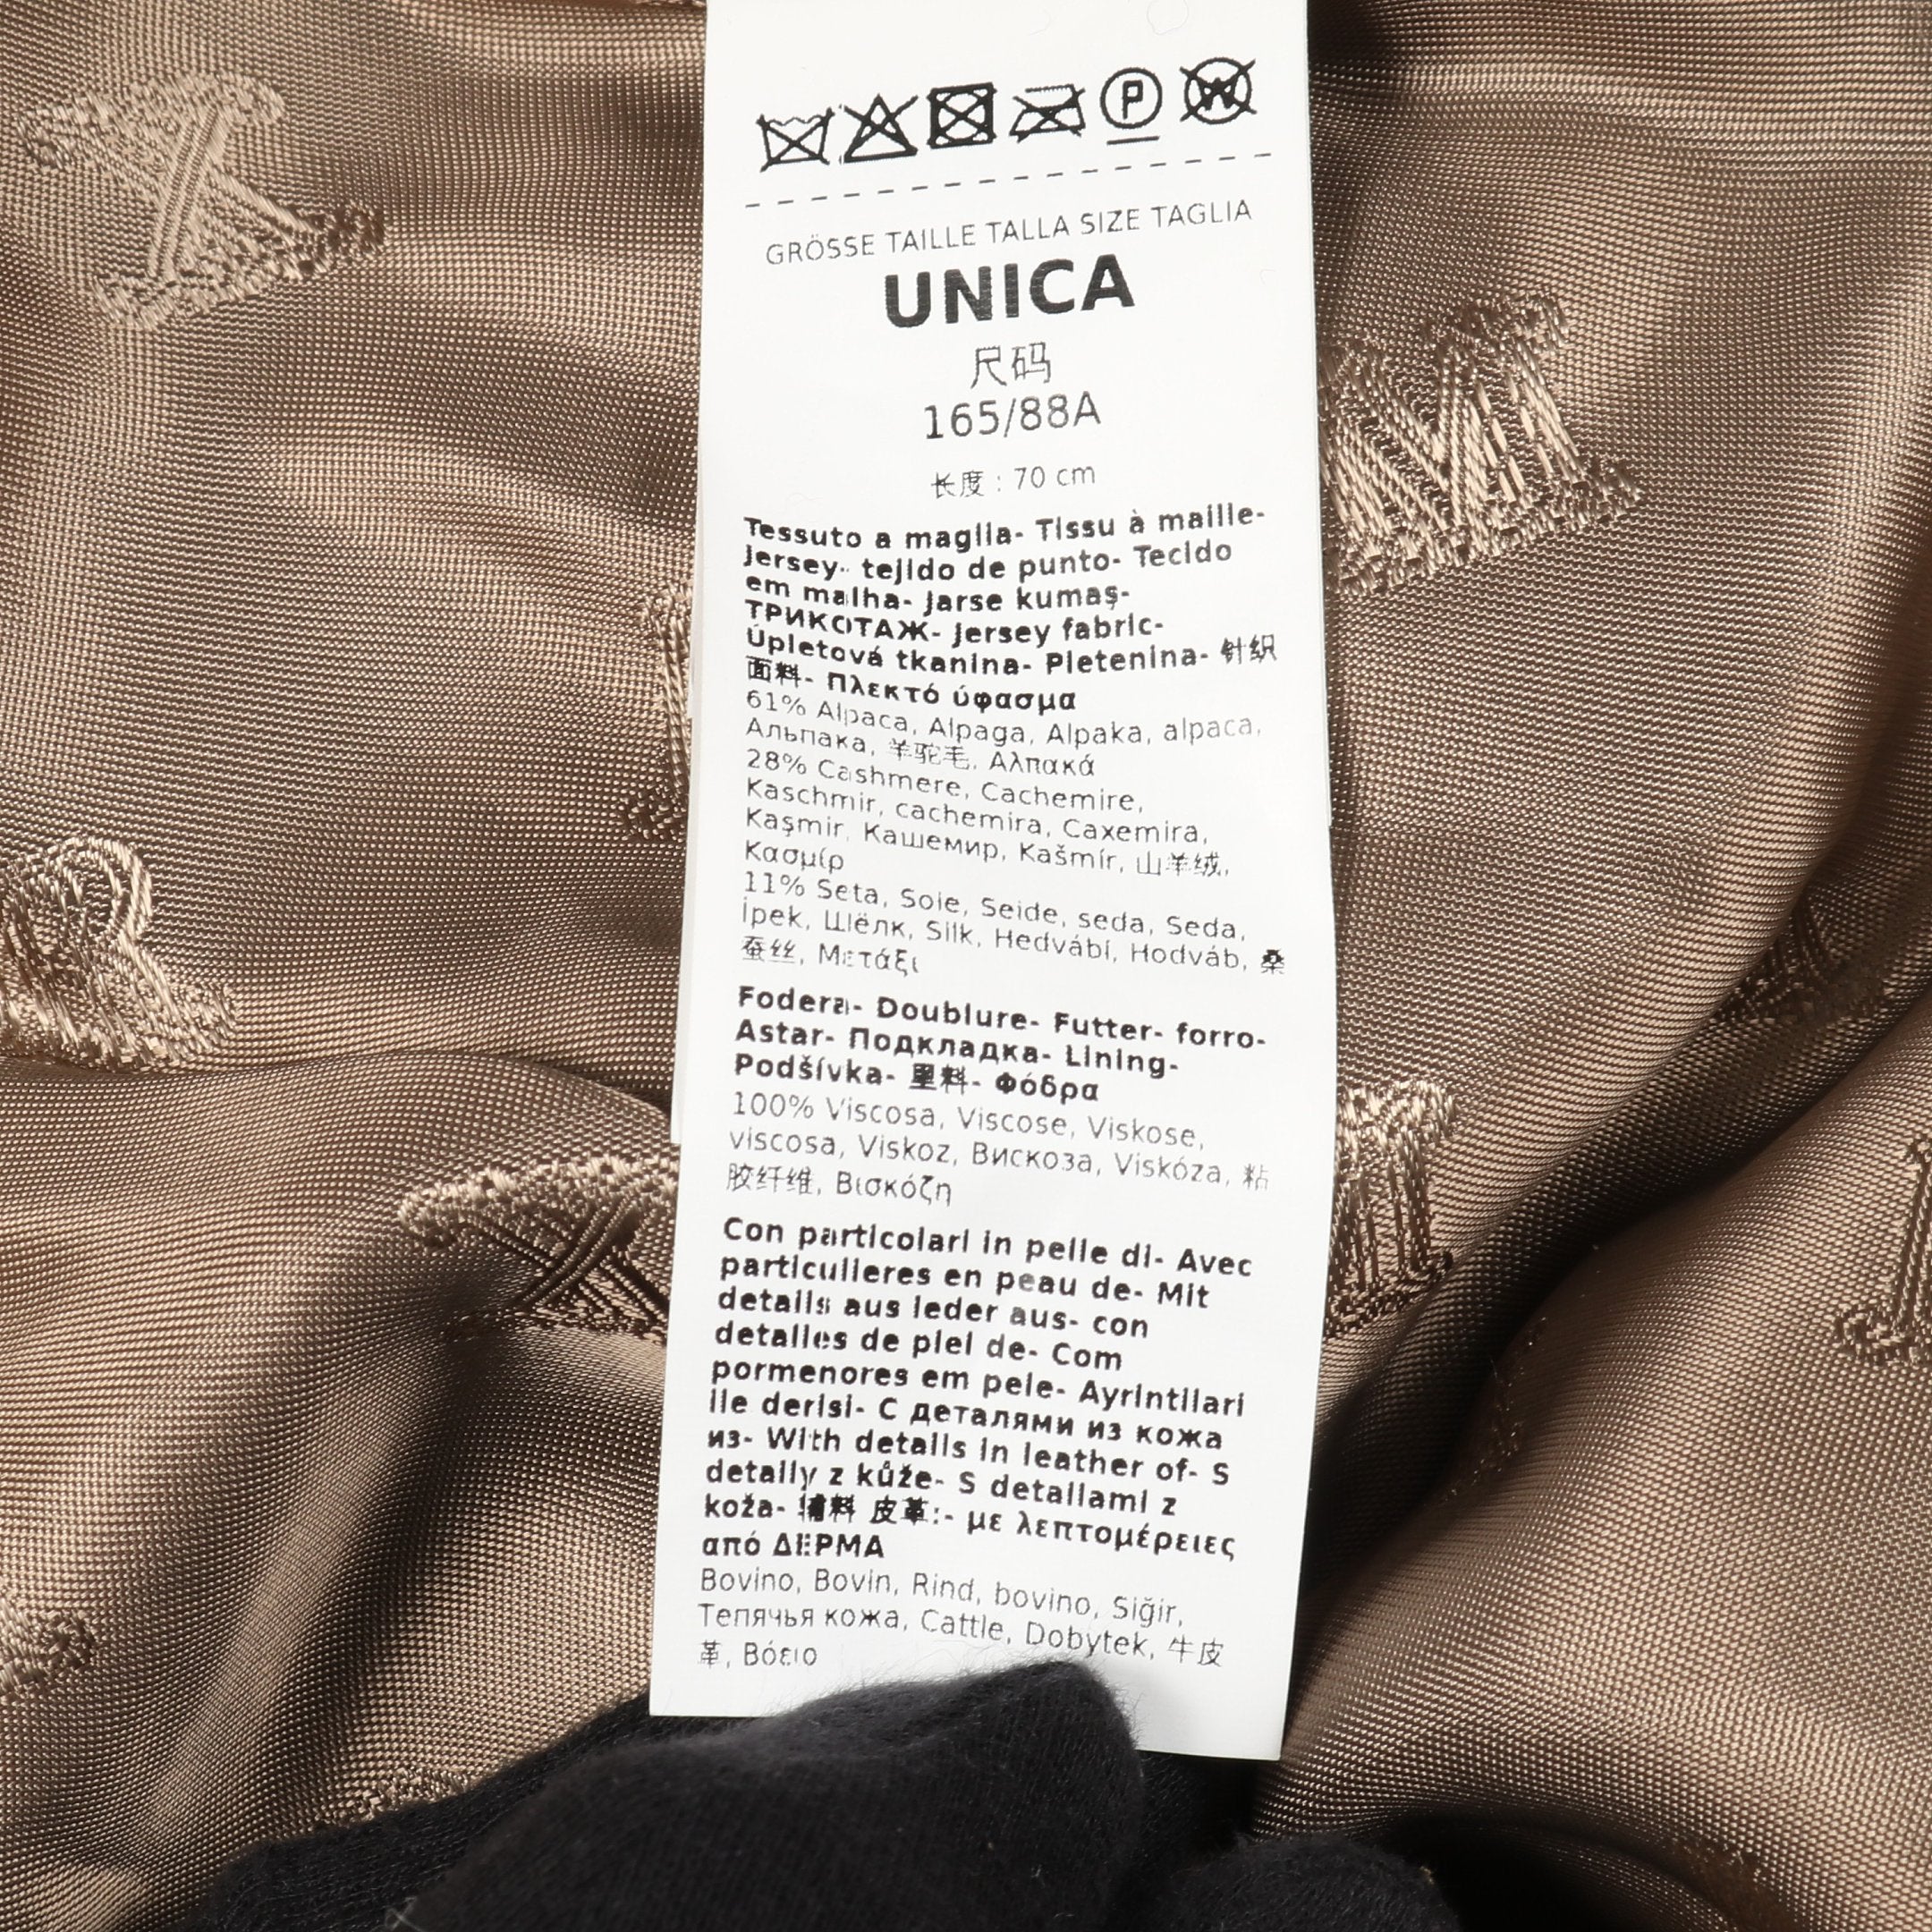 P W
GRÖSSE TAILLE TALLA SIZE TAGLIA
UNICA
尺码
165/88A
长度 : 70 cm
Tessuto a maglia- Tissu à maille-
Jersey- tejido de punto- Tecido
em malha- Jarse kumaş-
ТРИКОТАЖ- Jersey fabric-
Úpletová tkanina- Pletenina- 针织
面料- Πλεκτό ύφασμα
61% Alpaca, Alpaga, Alpaka, alpaca,
Альпака, 羊驼毛, Αλπακά
28% Cashmere, Cachemire,
Kaschmir, cachemira, Caxemira,
Kaşmir, Кашемир, Kašmír, 山羊绒,
Κασμίρ
11% Seta, Soie, Seide, seda, Seda,
İpek, Шёлк, Silk, Hedvábí, Hodváb, 桑
蚕丝, Μετάξι
Fodera- Doublure- Futter- forro-
Astar- Подкладка- Lining-
Podšívka- 里料- Φόδρα
100% Viscosa, Viscose, Viskose,
viscosa, Viskoz, Вискоза, Viskóza, 粘
胶纤维, Βισκόζη
Con particolari in pelle di- Avec
particulieres en peau de- Mit
details aus leder aus- con
detalles de piel de- Com
pormenores em pele- Ayrintilari
ile derisi- С деталями из кожа
из- With details in leather of- S
detaily z kůže- S detailami z
koža- 辅料 皮革:- με λεπτομέρειες
από ΔΕΡΜΑ
Bovino, Bovin, Rind, bovino, Siğir,
Тепячья кожа, Cattle, Dobytek, 牛皮
革, Βόειο